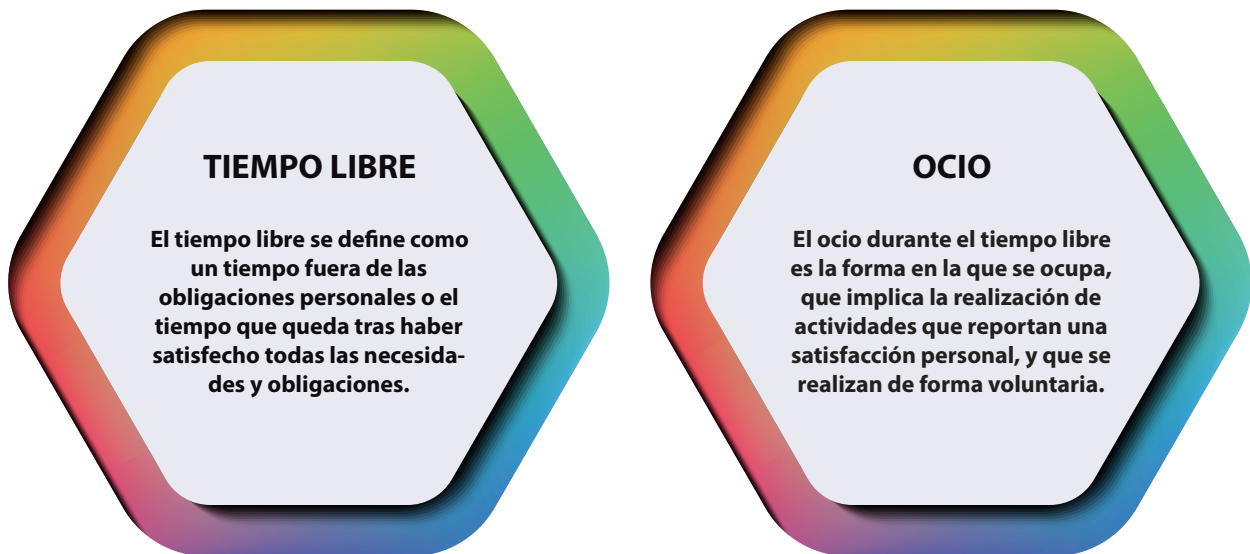 TIEMPO LIBRE
El tiempo libre se define como
un tiempo fuera de las
obligaciones personales o el
tiempo que queda tras haber
satisfecho todas las necesida-
des y obligaciones.
OCIO
El ocio durante el tiempo libre
es la forma en la que se ocupa,
que implica la realización de
actividades que reportan una
satisfacción personal, y que se
realizan de forma voluntaria.